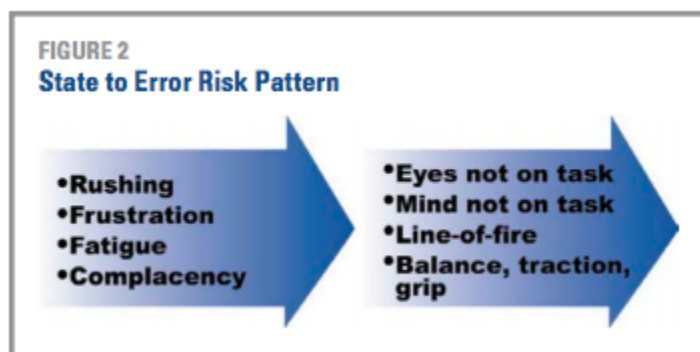 FIGURE 2
State to Error Risk Pattern
•Rushing
•Frustration
•Fatigue
•Complacency
•Eyes not on task
•Mind not on task
•Line-of-fire
•Balance, traction,
grip